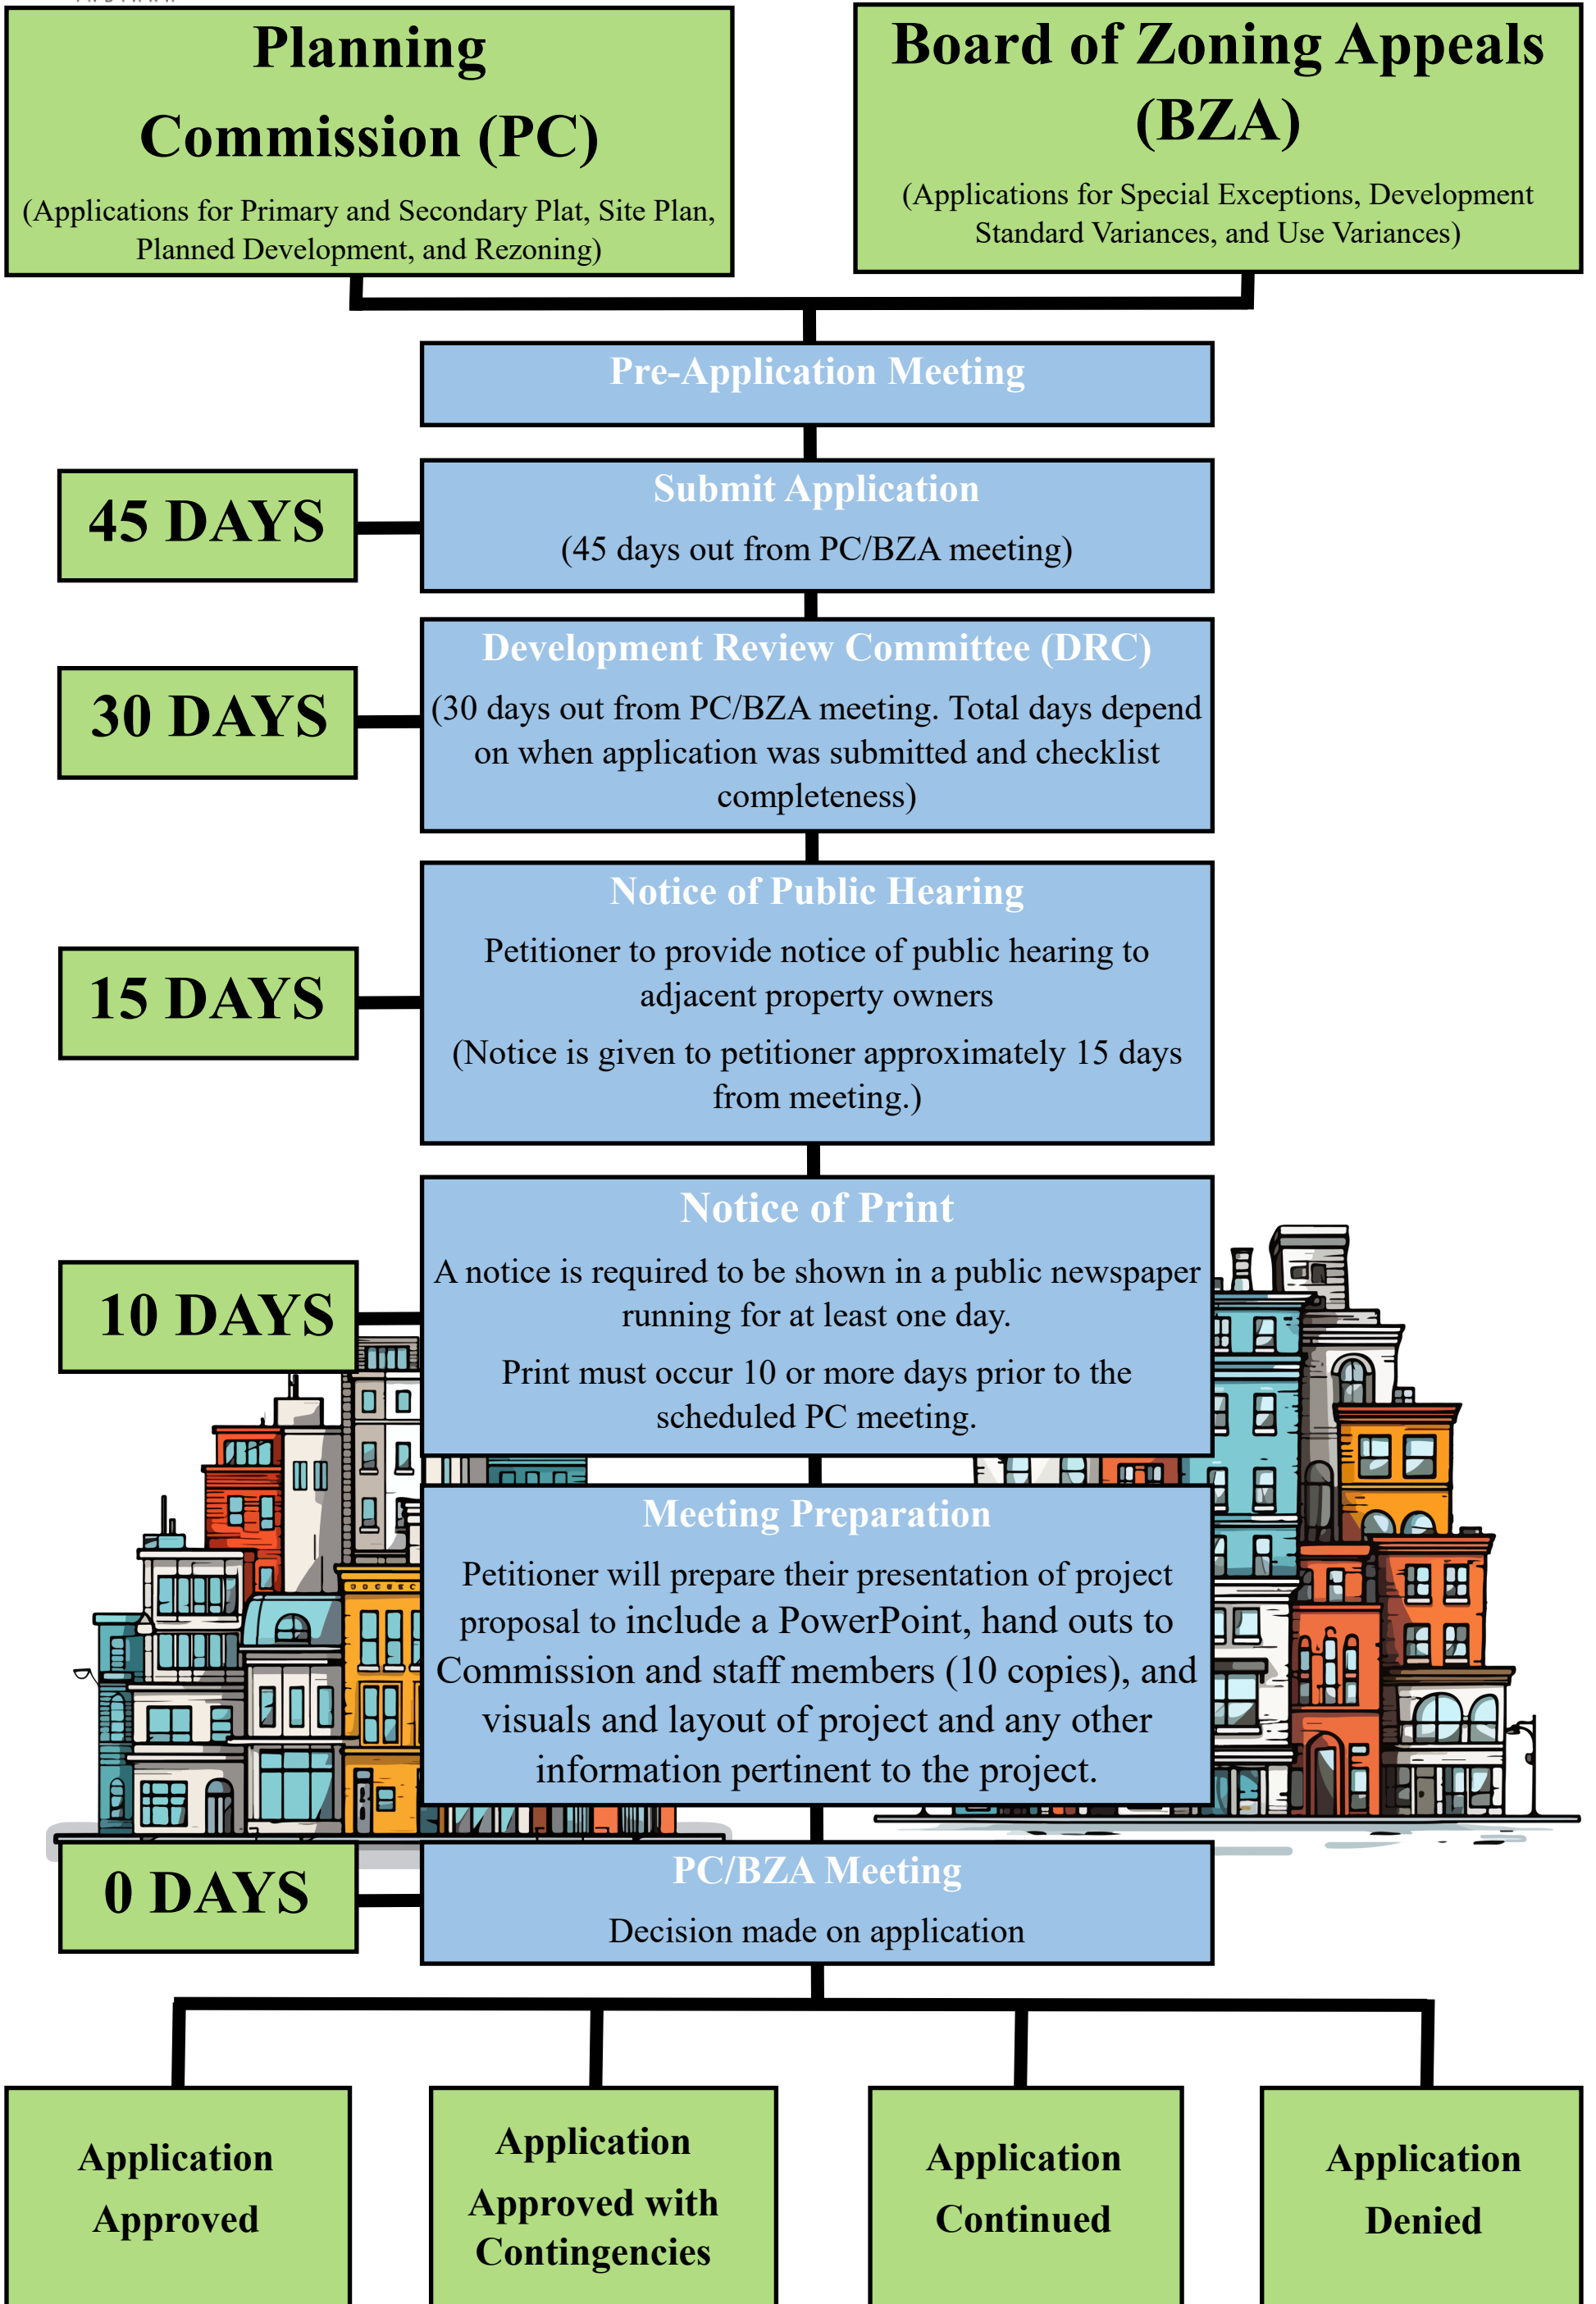 Planning
Commission (PC)
(Applications for Primary and Secondary Plat, Site Plan,
Planned Development, and Rezoning)
Board of Zoning Appeals
(BZA)
(Applications for Special Exceptions, Development
Standard Variances, and Use Variances)
Pre-Application Meeting
45 DAYS
Submit Application
(45 days out from PC/BZA meeting)
30 DAYS
Development Review Committee (DRC)
(30 days out from PC/BZA meeting. Total days depend
on when application was submitted and checklist
completeness)
15 DAYS
Notice of Public Hearing
Petitioner to provide notice of public hearing to
adjacent property owners
(Notice is given to petitioner approximately 15 days
from meeting.)
10 DAYS
Notice of Print
A notice is required to be shown in a public newspaper
running for at least one day.
Print must occur 10 or more days prior to the
scheduled PC meeting.
Meeting Preparation
Petitioner will prepare their presentation of project
proposal to include a PowerPoint, hand outs to
Commission and staff members (10 copies), and
visuals and layout of project and any other
information pertinent to the project.
0 DAYS
PC/BZA Meeting
Decision made on application
Application
Approved
Application
Approved with
Contingencies
Application
Continued
Application
Denied